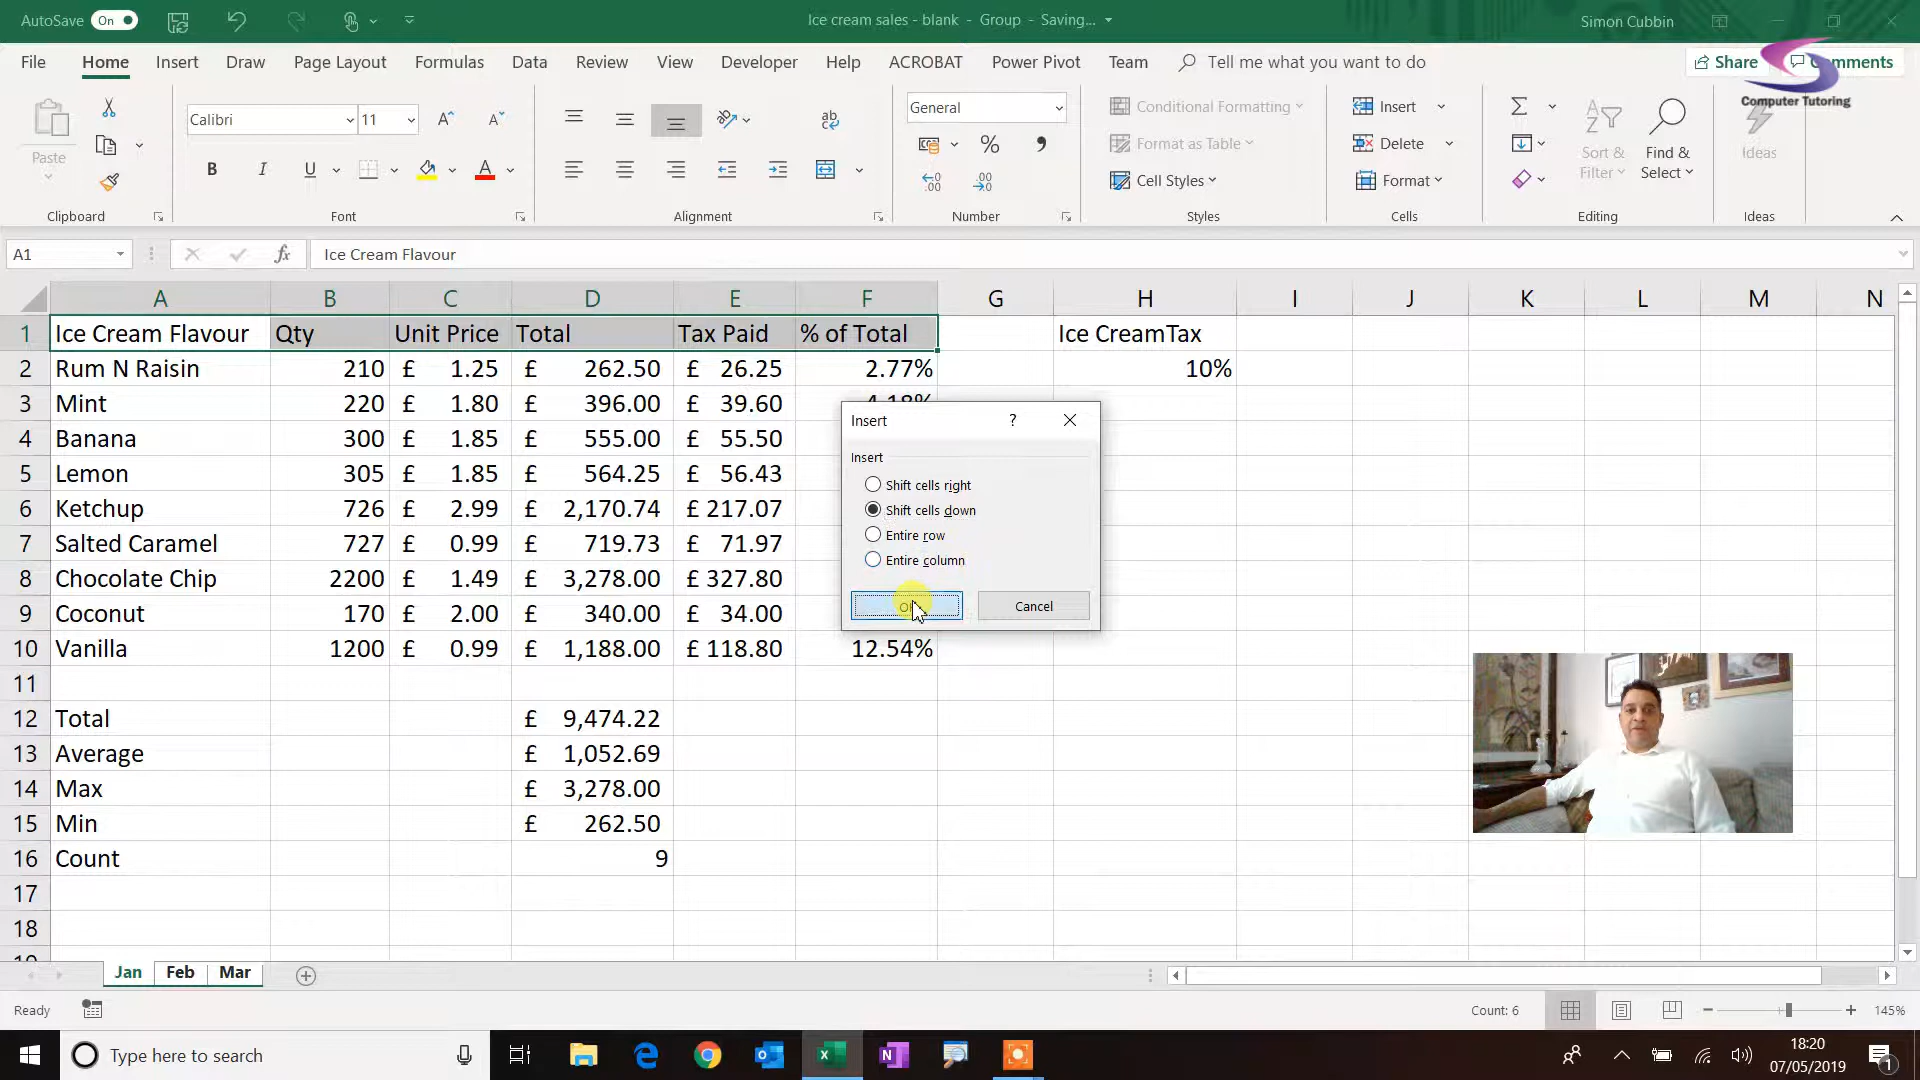 AutoSave On
Ice cream sales - blank - Group - Saving...
Simon Cubbin
File Home Insert Draw Page Layout Formulas Data Review View Developer Help ACROBAT Power Pivot Team Tell me what you want to do Share Comments
Computer Tutoring
Paste
Calibri 11
B I U A
ab
General
% ,
.00
Conditional Formatting
Format as Table
Cell Styles
Insert
Delete
Format
Sort & Filter
Find & Select
Ideas
Clipboard Font Alignment Number Styles Cells Editing Ideas
A1 fx Ice Cream Flavour
A B C D E F G H I J K L M N
1 Ice Cream Flavour Qty Unit Price Total Tax Paid % of Total Ice CreamTax
2 Rum N Raisin 210 £ 1.25 £ 262.50 £ 26.25 2.77% 10%
3 Mint 220 £ 1.80 £ 396.00 £ 39.60
4 Banana 300 £ 1.85 £ 555.00 £ 55.50
5 Lemon 305 £ 1.85 £ 564.25 £ 56.43
6 Ketchup 726 £ 2.99 £ 2,170.74 £ 217.07
7 Salted Caramel 727 £ 0.99 £ 719.73 £ 71.97
8 Chocolate Chip 2200 £ 1.49 £ 3,278.00 £ 327.80
9 Coconut 170 £ 2.00 £ 340.00 £ 34.00
10 Vanilla 1200 £ 0.99 £ 1,188.00 £ 118.80 12.54%
11
12 Total £ 9,474.22
13 Average £ 1,052.69
14 Max £ 3,278.00
15 Min £ 262.50
16 Count 9
17
18
Insert ?
Insert
Shift cells right
Shift cells down
Entire row
Entire column
Cancel
Jan Feb Mar
Ready Count: 6 145%
Type here to search
18:20
07/05/2019
1